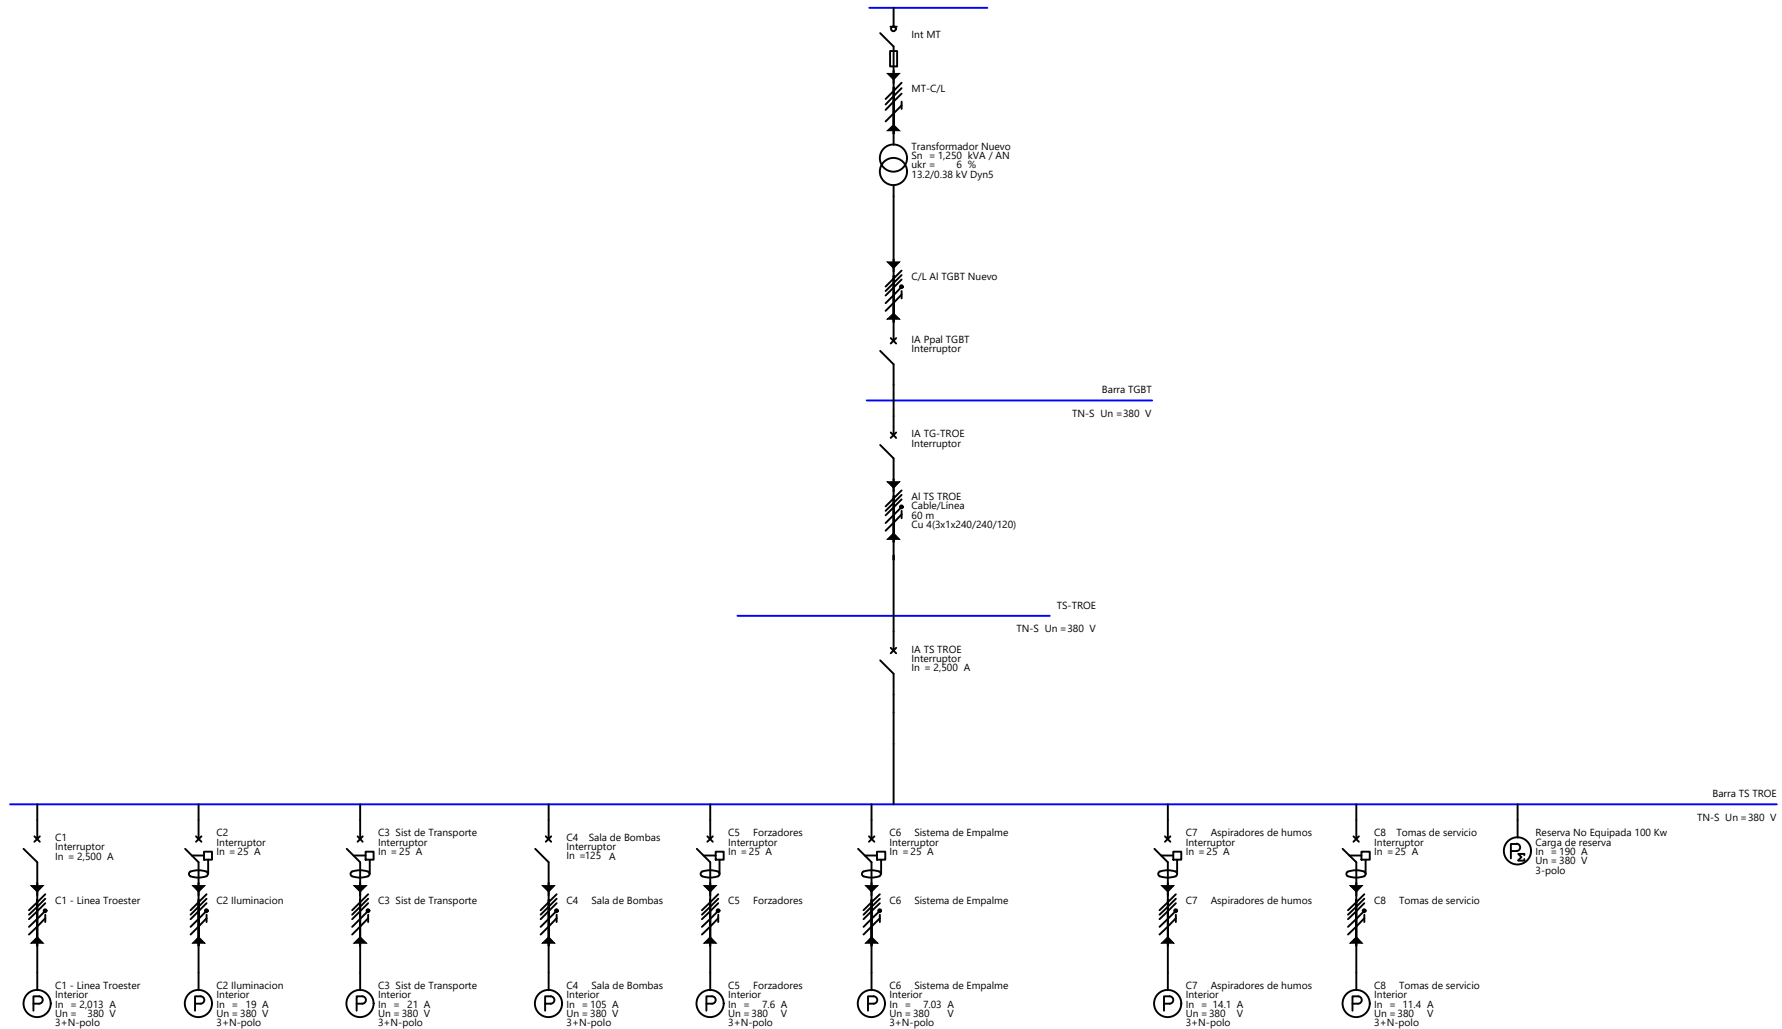 Int MT
MT-C/L
Transformador Nuevo
Sn = 1,250 kVA / AN
ukr = 6 %
13.2/0.38 kV Dyn5
C/L Al TGBT Nuevo
IA Ppal TGBT
Interruptor
Barra TGBT
TN-S Un =380 V
IA TG-TROE
Interruptor
Al TS TROE
Cable/Línea
60 m
Cu 4(3x1x240/240/120)
TS-TROE
TN-S Un =380 V
IA TS TROE
Interruptor
In = 2,500 A
Barra TS TROE
TN-S Un =380 V
C1
Interruptor
In = 2,500 A
C2
Interruptor
In = 25 A
C3 Sist de Transporte
Interruptor
In = 25 A
C4 Sala de Bombas
Interruptor
In =125 A
C5 Forzadores
Interruptor
In = 25 A
C6 Sistema de Empalme
Interruptor
In = 25 A
C7 Aspiradores de humos
Interruptor
In = 25 A
C8 Tomas de servicio
Interruptor
In = 25 A
Reserva No Equipada 100 Kw
Carga de reserva
In = 190 A
Un = 380 V
3-polo
PΣ
C1 - Linea Troester
C2 Iluminacion
C3 Sist de Transporte
C4 Sala de Bombas
C5 Forzadores
C6 Sistema de Empalme
C7 Aspiradores de humos
C8 Tomas de servicio
P
C1 - Linea Troester
Interior
In = 2,013 A
Un = 380 V
3+N-polo
P
C2 Iluminacion
Interior
In = 19 A
Un = 380 V
3+N-polo
P
C3 Sist de Transporte
Interior
In = 21 A
Un = 380 V
3+N-polo
P
C4 Sala de Bombas
Interior
In = 105 A
Un = 380 V
3+N-polo
P
C5 Forzadores
Interior
In = 7.6 A
Un = 380 V
3+N-polo
P
C6 Sistema de Empalme
Interior
In = 7.03 A
Un = 380 V
3+N-polo
P
C7 Aspiradores de humos
Interior
In = 14.1 A
Un = 380 V
3+N-polo
P
C8 Tomas de servicio
Interior
In = 11.4 A
Un = 380 V
3+N-polo